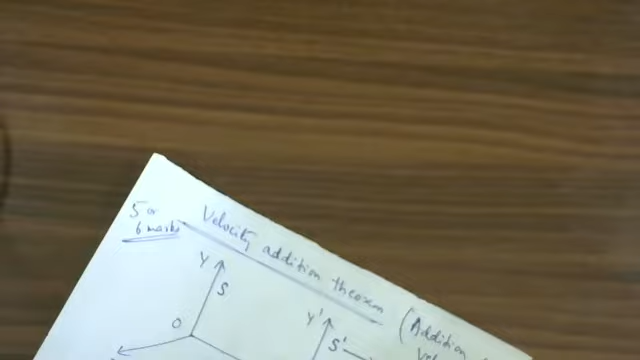 5 or
6 marks
Velocity addition theorem (Addition
Y
S
O
Y'
S'